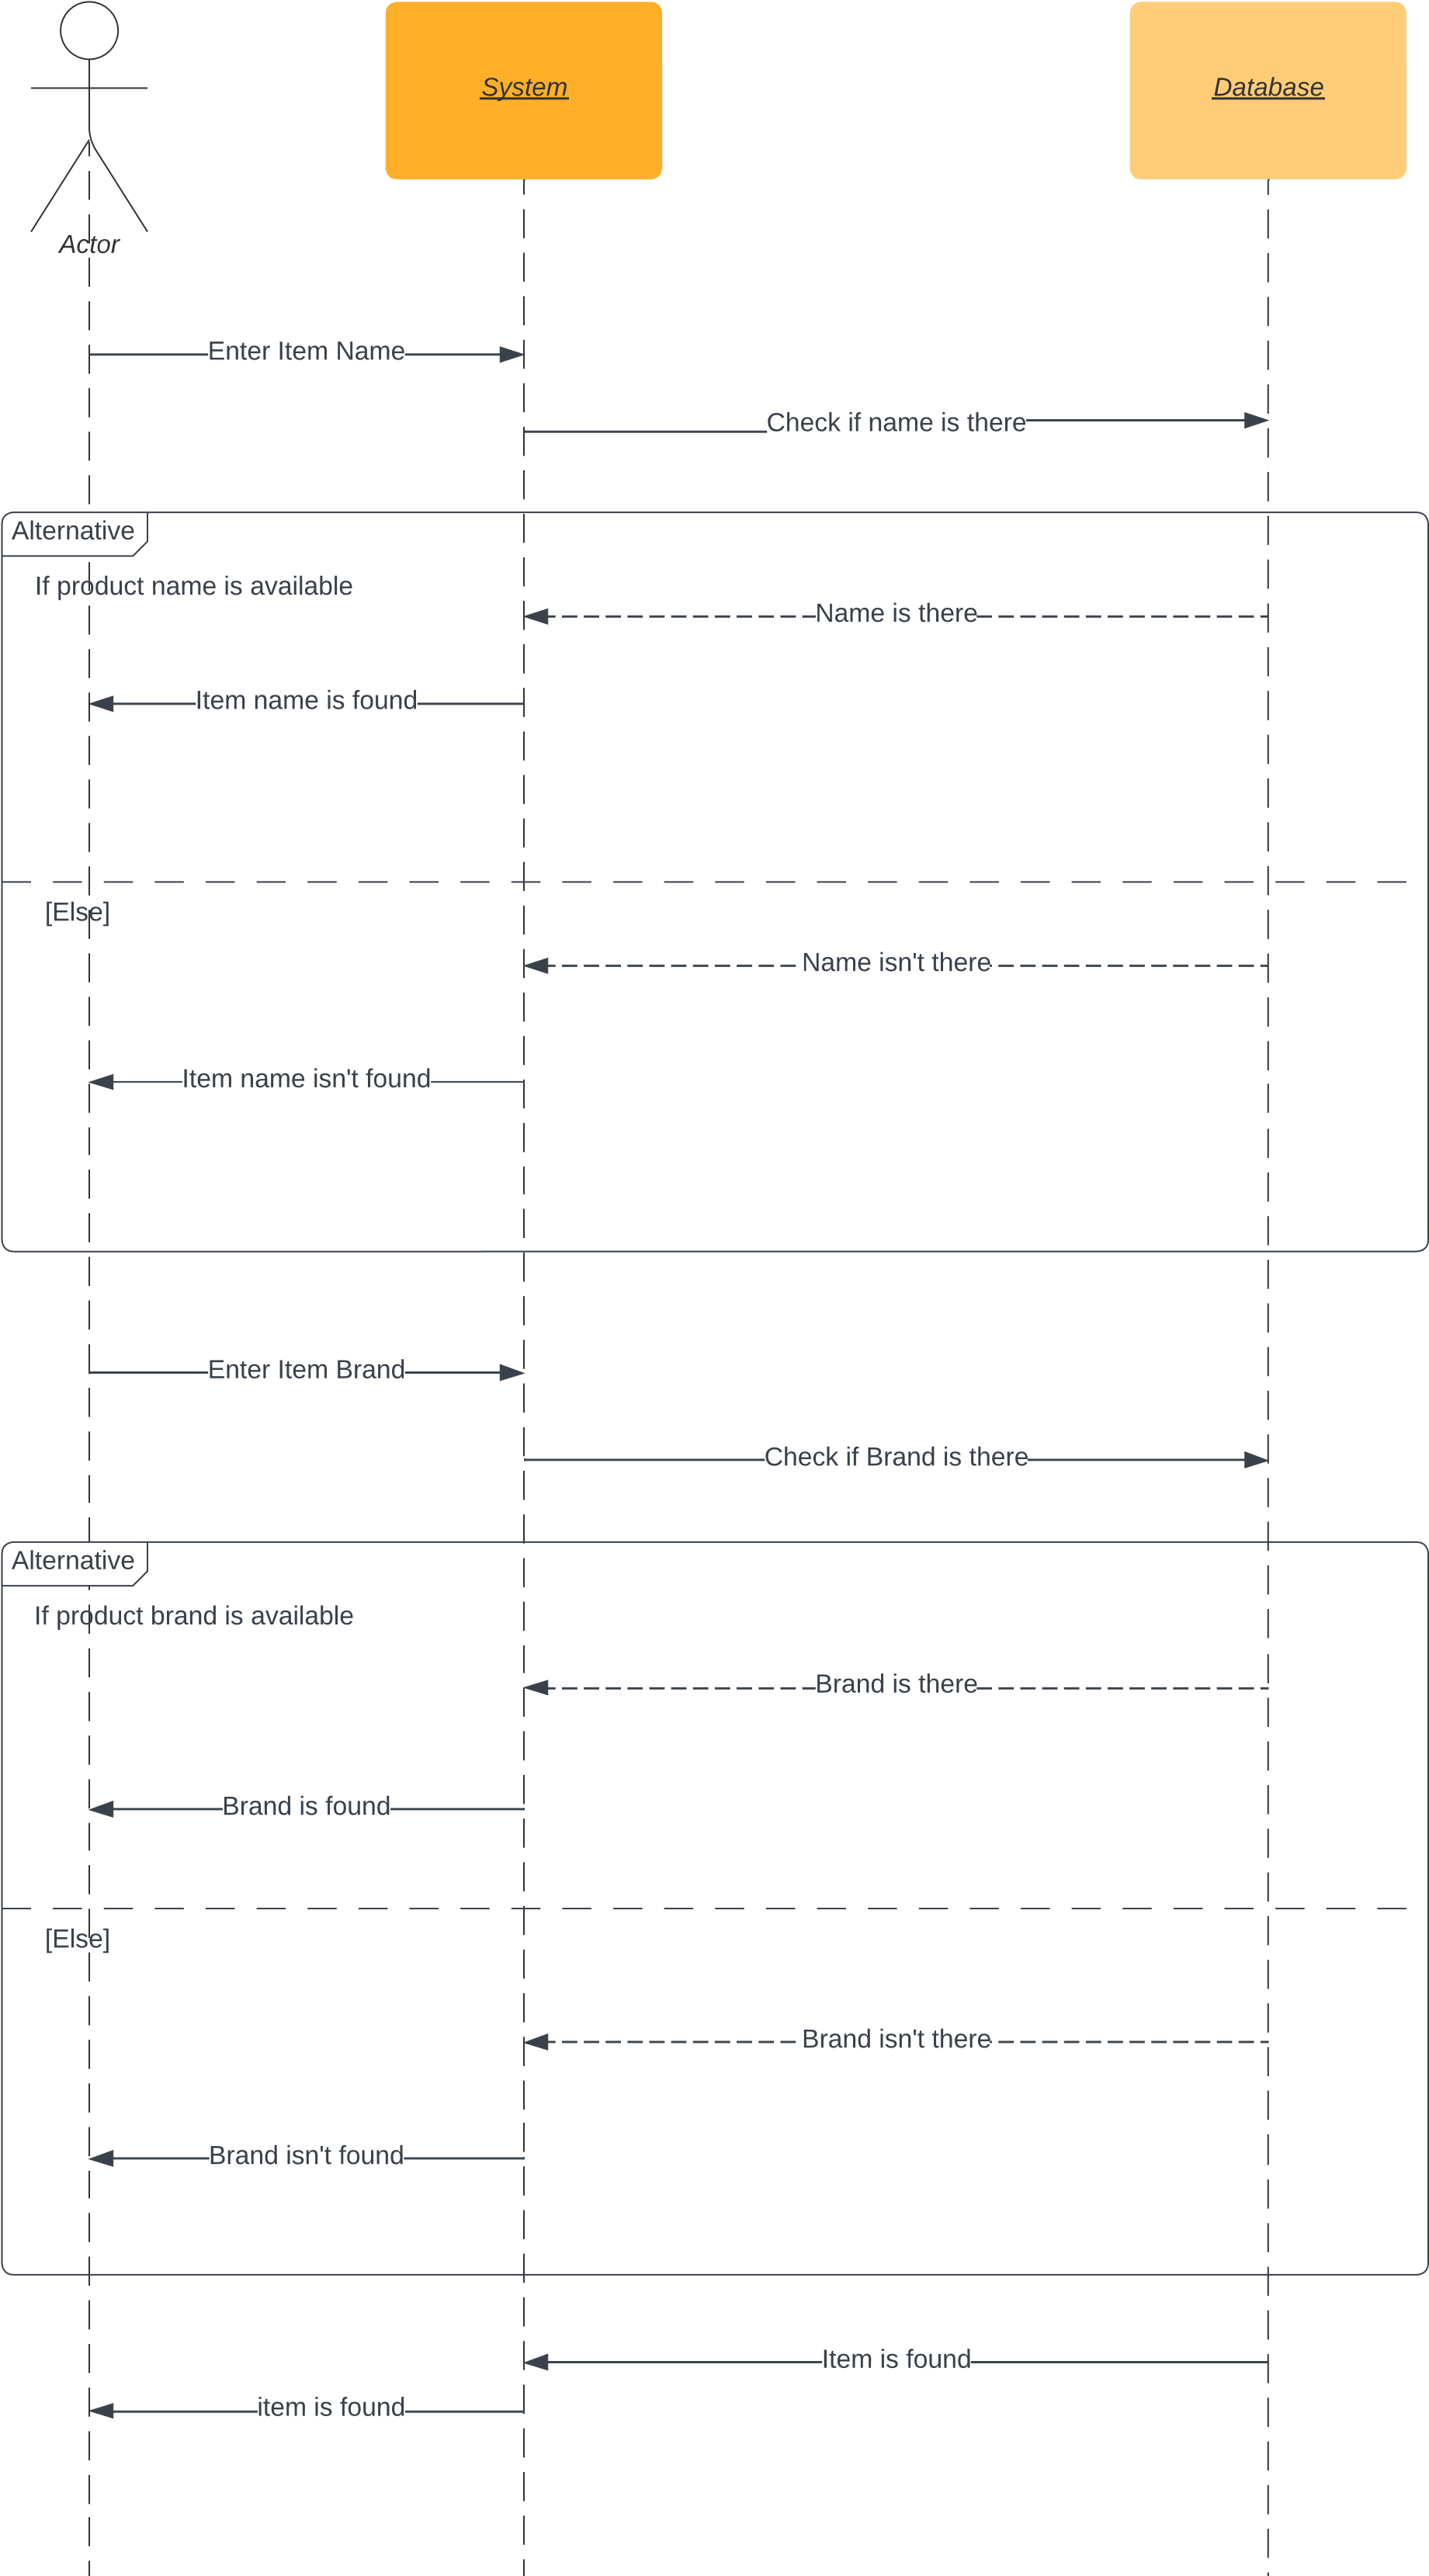 System
Database
Actor
Enter Item Name
Check if name is there
Alternative
If product name is available
Name is there
Item name is found
[Else]
Name isn't there
Item name isn't found
Enter Item Brand
Check if Brand is there
Alternative
If product brand is available
Brand is there
Brand is found
[Else]
Brand isn't there
Brand isn't found
Item is found
item is found